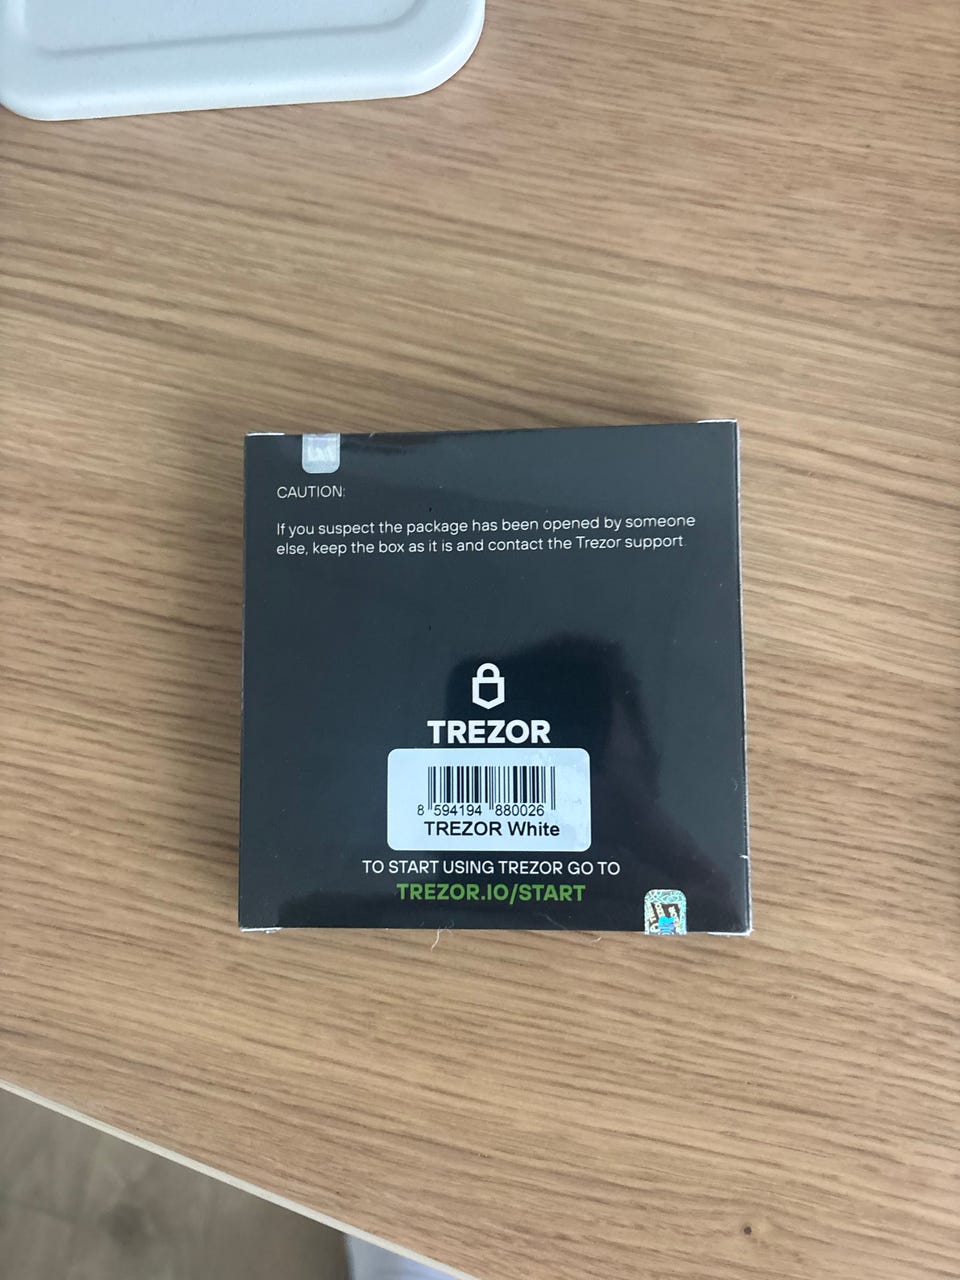 CAUTION:
If you suspect the package has been opened by someone
else, keep the box as it is and contact the Trezor support
TREZOR
8 594194 880026
TREZOR White
TO START USING TREZOR GO TO
TREZOR.IO/START